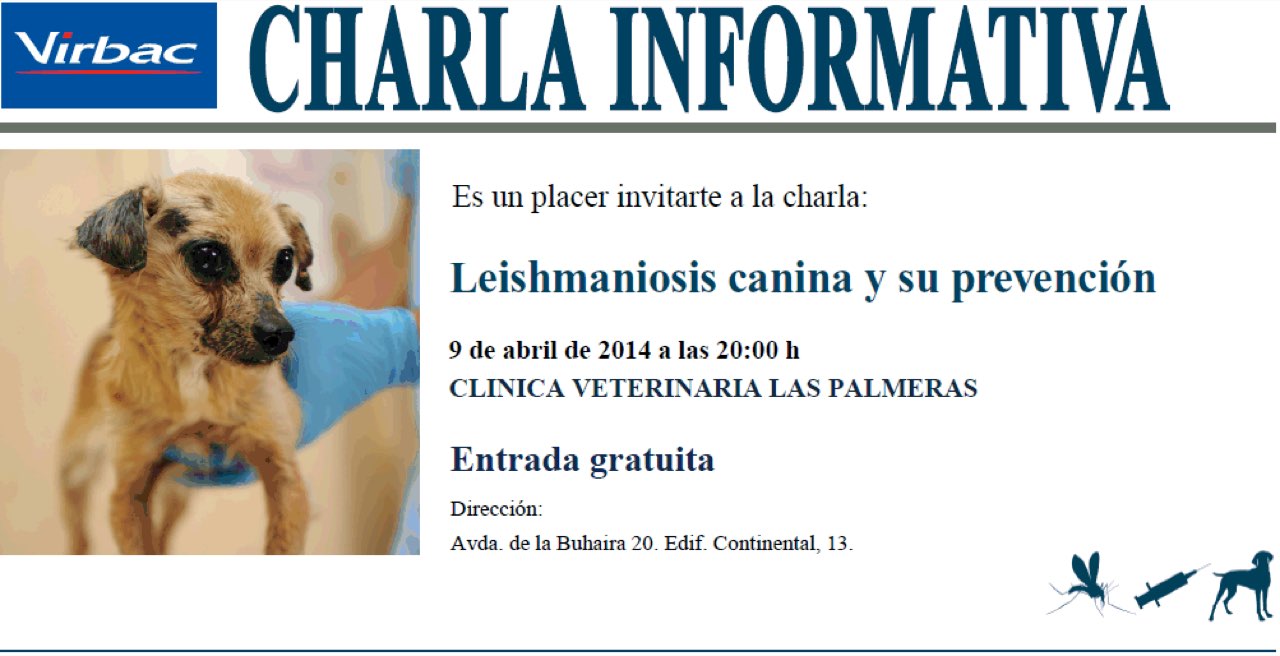 Virbac
CHARLA INFORMATIVA
Es un placer invitarte a la charla:
Leishmaniosis canina y su prevención
9 de abril de 2014 a las 20:00 h
CLINICA VETERINARIA LAS PALMERAS
Entrada gratuita
Dirección:
Avda. de la Buhaira 20. Edif. Continental, 13.